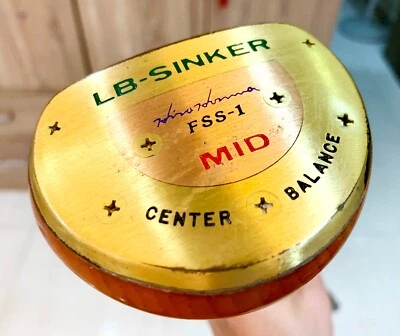 LB-SINKER
FSS-1
MID
CENTER BALANCE